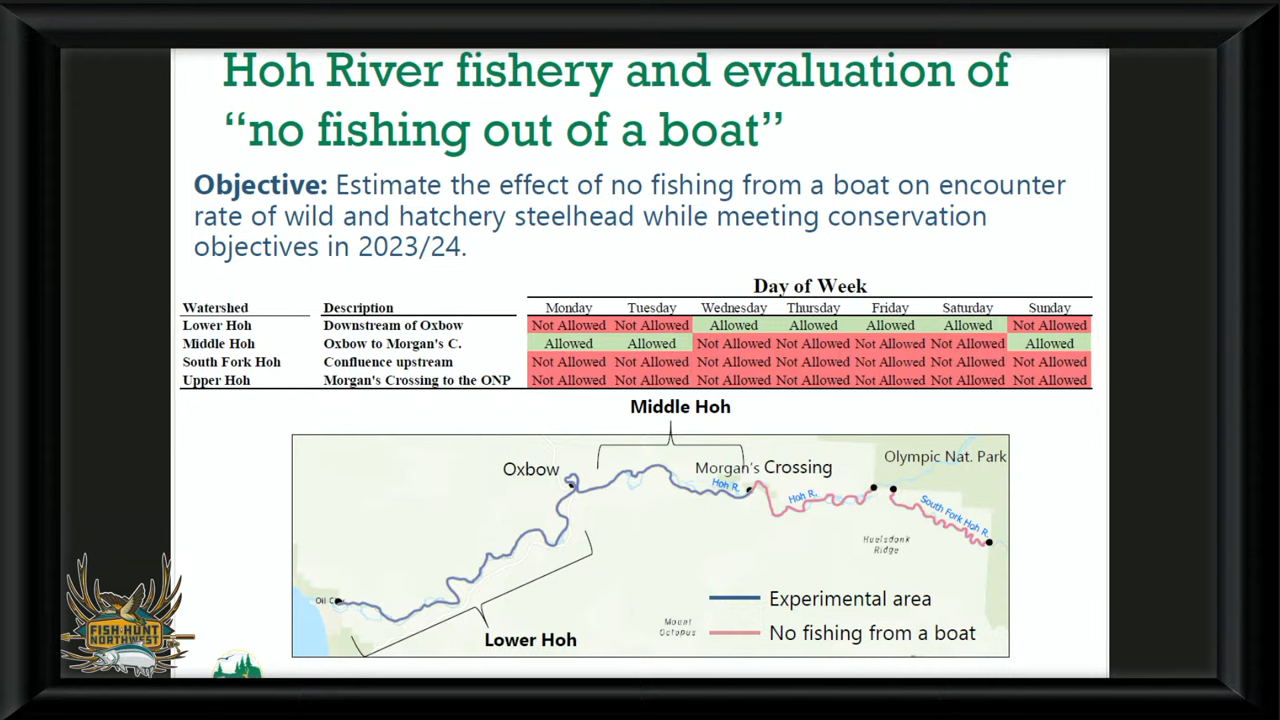 Hoh River fishery and evaluation of
“no fishing out of a boat”
Objective: Estimate the effect of no fishing from a boat on encounter
rate of wild and hatchery steelhead while meeting conservation
objectives in 2023/24.
Day of Week
Watershed Description Monday Tuesday Wednesday Thursday Friday Saturday Sunday
Lower Hoh Downstream of Oxbow Not Allowed Not Allowed Allowed Allowed Allowed Allowed Not Allowed
Middle Hoh Oxbow to Morgan's C. Allowed Allowed Not Allowed Not Allowed Not Allowed Not Allowed Allowed
South Fork Hoh Confluence upstream Not Allowed Not Allowed Not Allowed Not Allowed Not Allowed Not Allowed Not Allowed
Upper Hoh Morgan's Crossing to the ONP Not Allowed Not Allowed Not Allowed Not Allowed Not Allowed Not Allowed Not Allowed
Middle Hoh
Olympic Nat. Park
Oxbow
Morgan's Crossing
Hoh R.
Hoh R.
South Fork Hoh R.
Huelsdonk
Ridge
Oil
Experimental area
Mount
Octopus
No fishing from a boat
Lower Hoh
FISH-HUNT
NORTHWEST